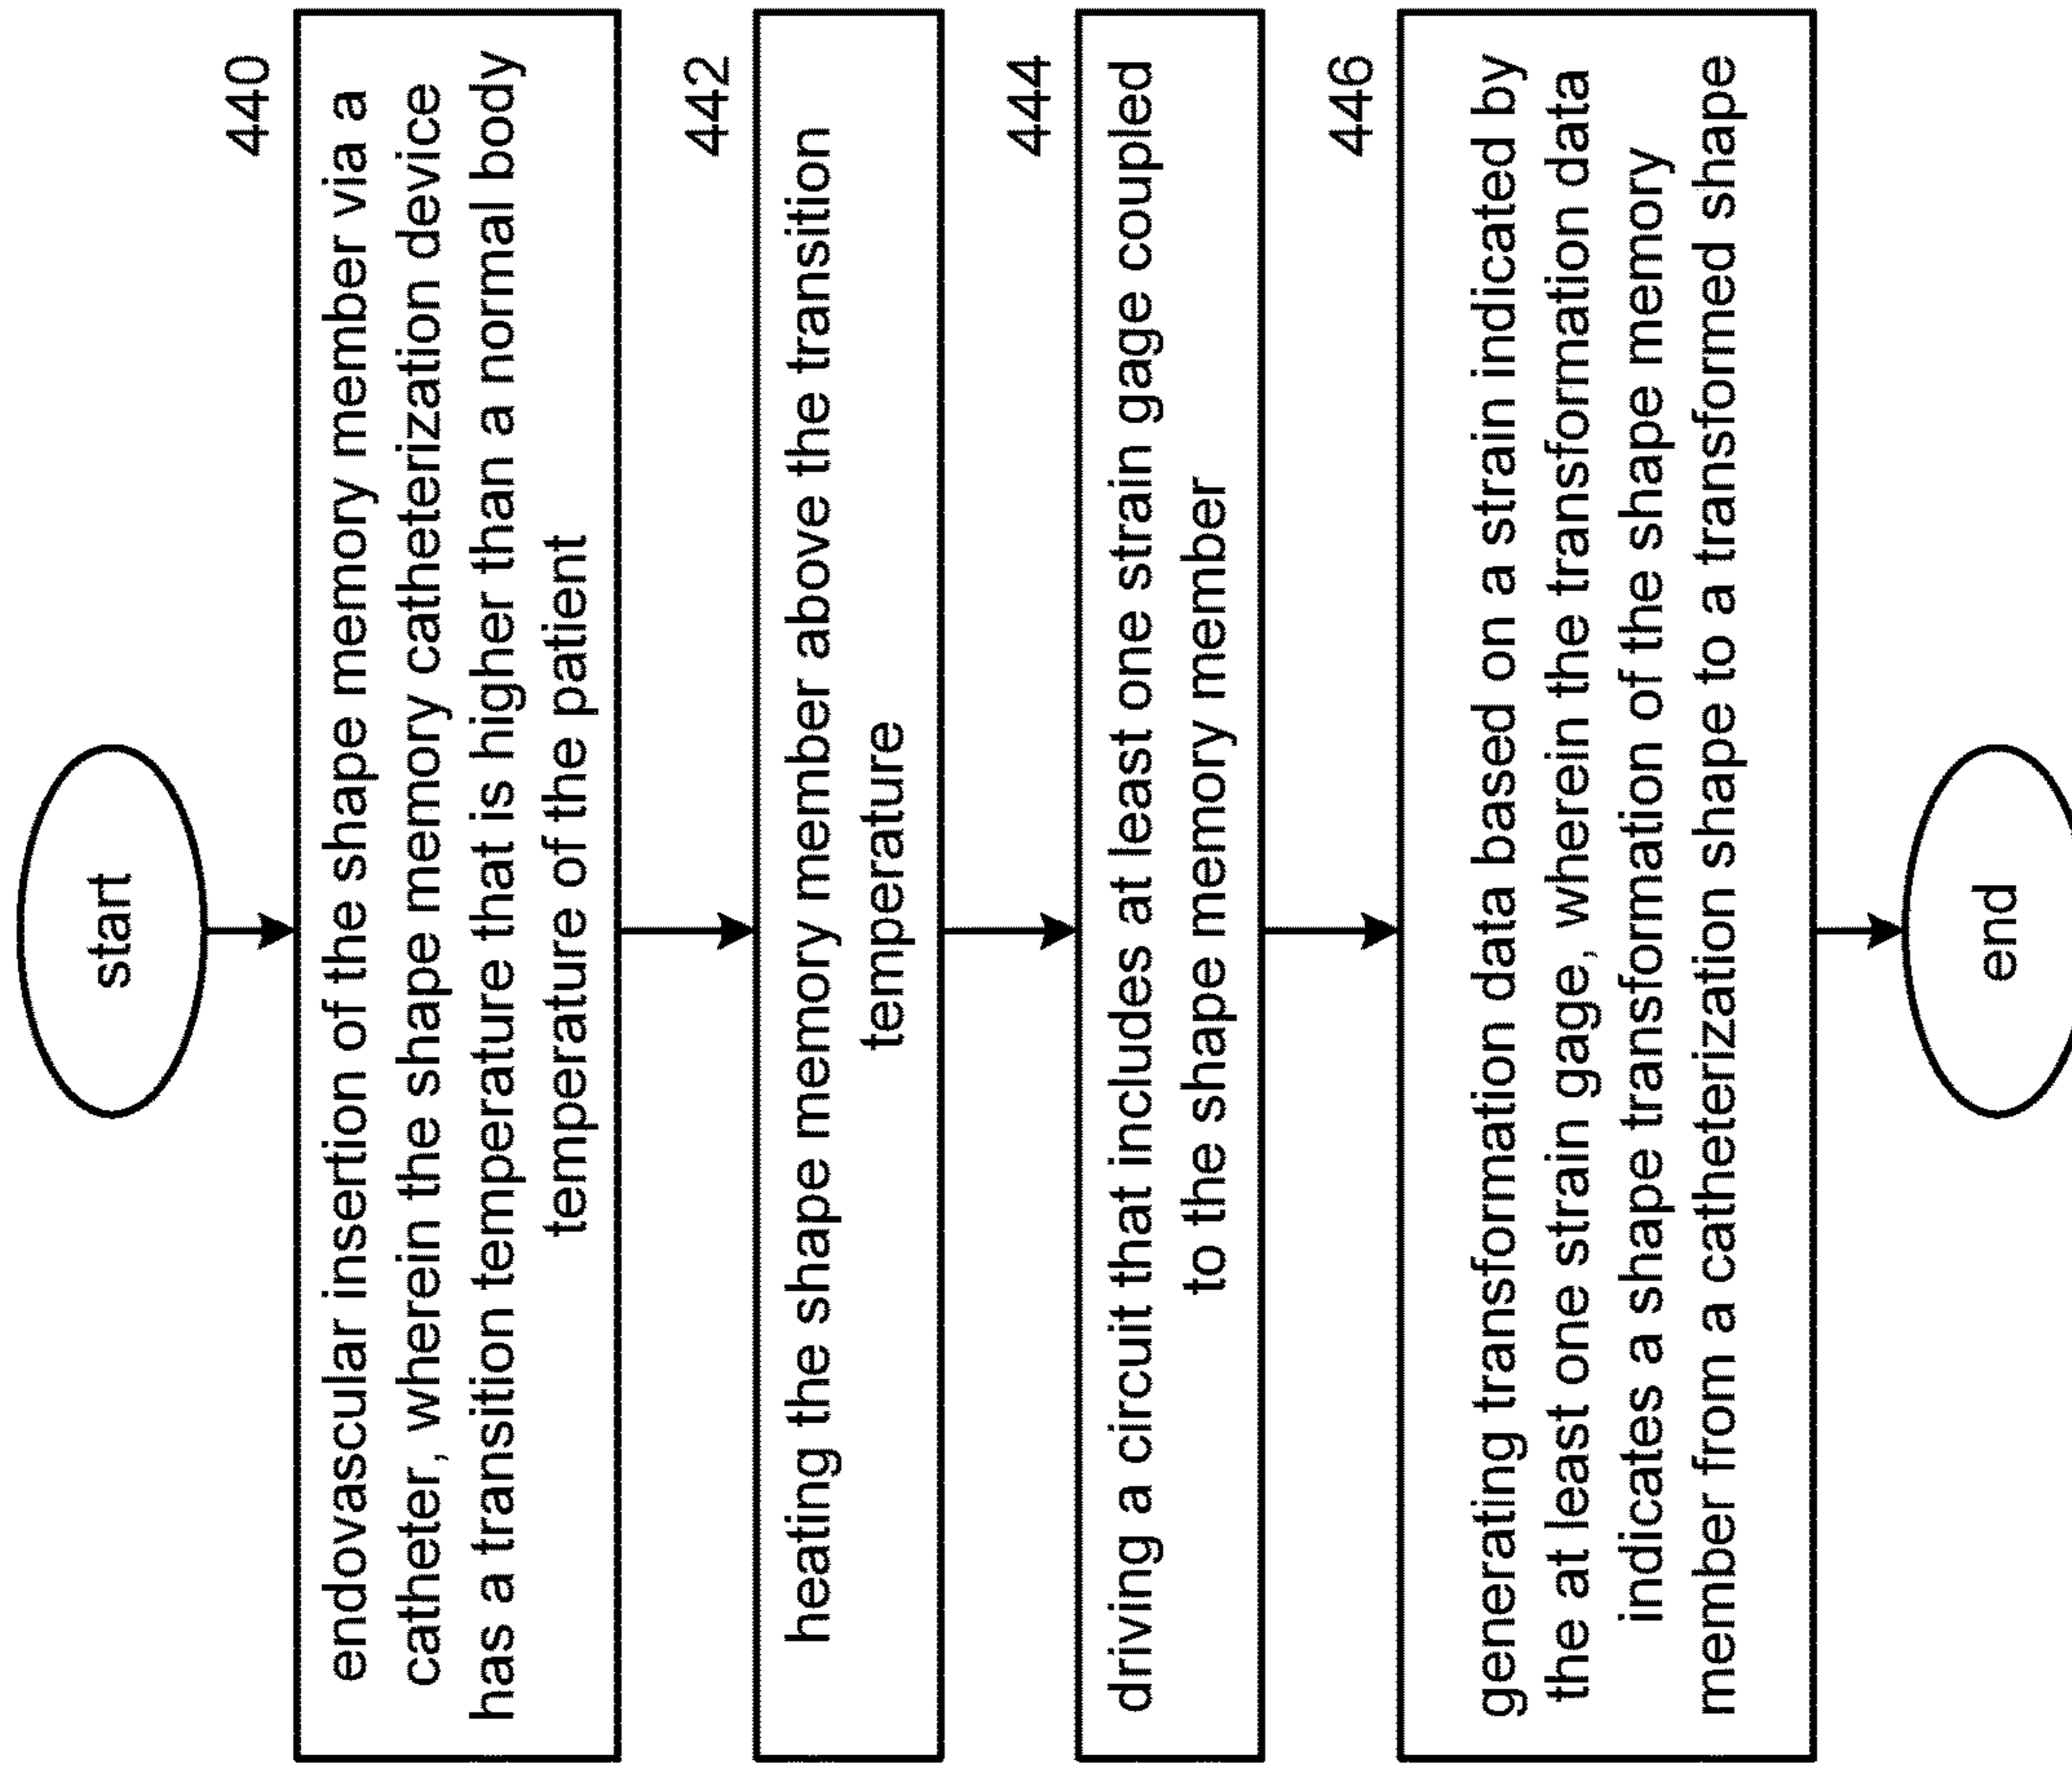 start
440
endovascular insertion of the shape memory member via a
catheter, wherein the shape memory catheterization device
has a transition temperature that is higher than a normal body
temperature of the patient
442
heating the shape memory member above the transition
temperature
444
driving a circuit that includes at least one strain gage coupled
to the shape memory member
446
generating transformation data based on a strain indicated by
the at least one strain gage, wherein the transformation data
indicates a shape transformation of the shape memory
member from a catheterization shape to a transformed shape
end